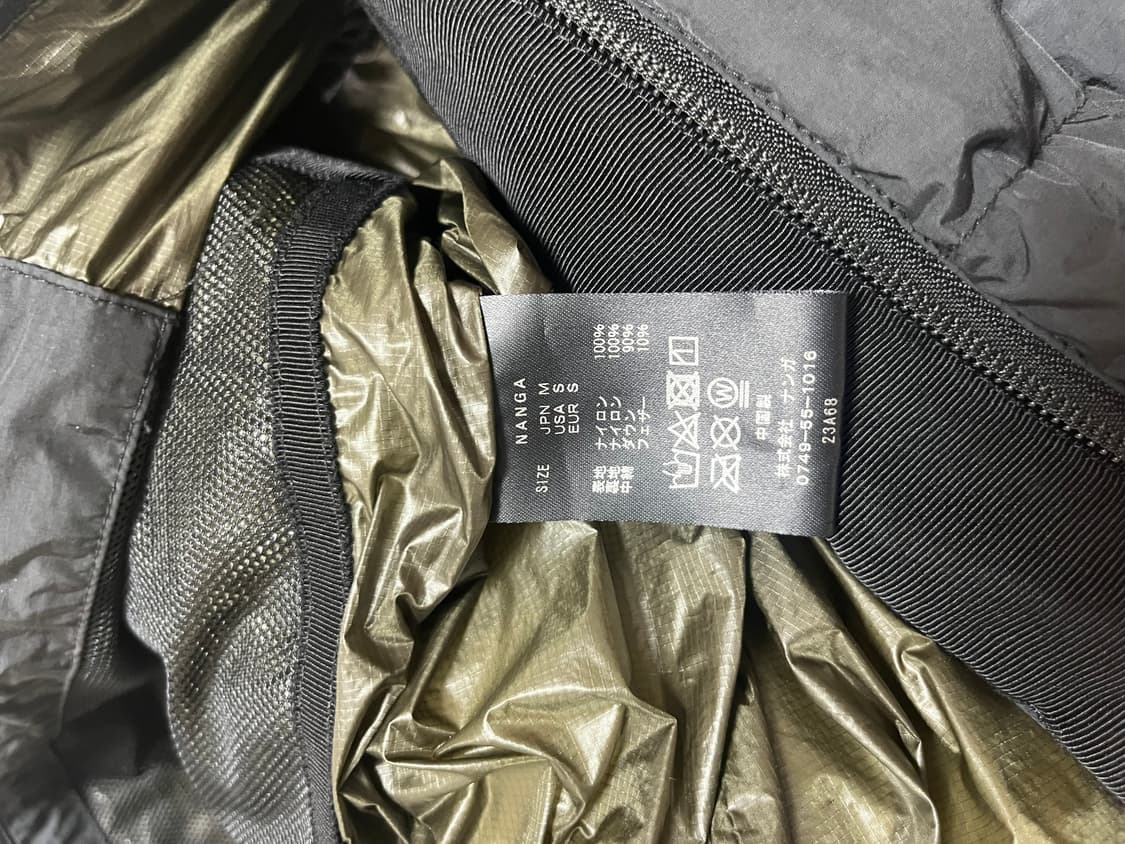 NANGA
SIZE JPN M
USA S
EUR S
表地 ナイロン 100%
裏地 ナイロン 100%
中綿 ダウン 90%
フェザー 10%
W
中国製
株式会社 ナンガ
0749-55-1016
23A68